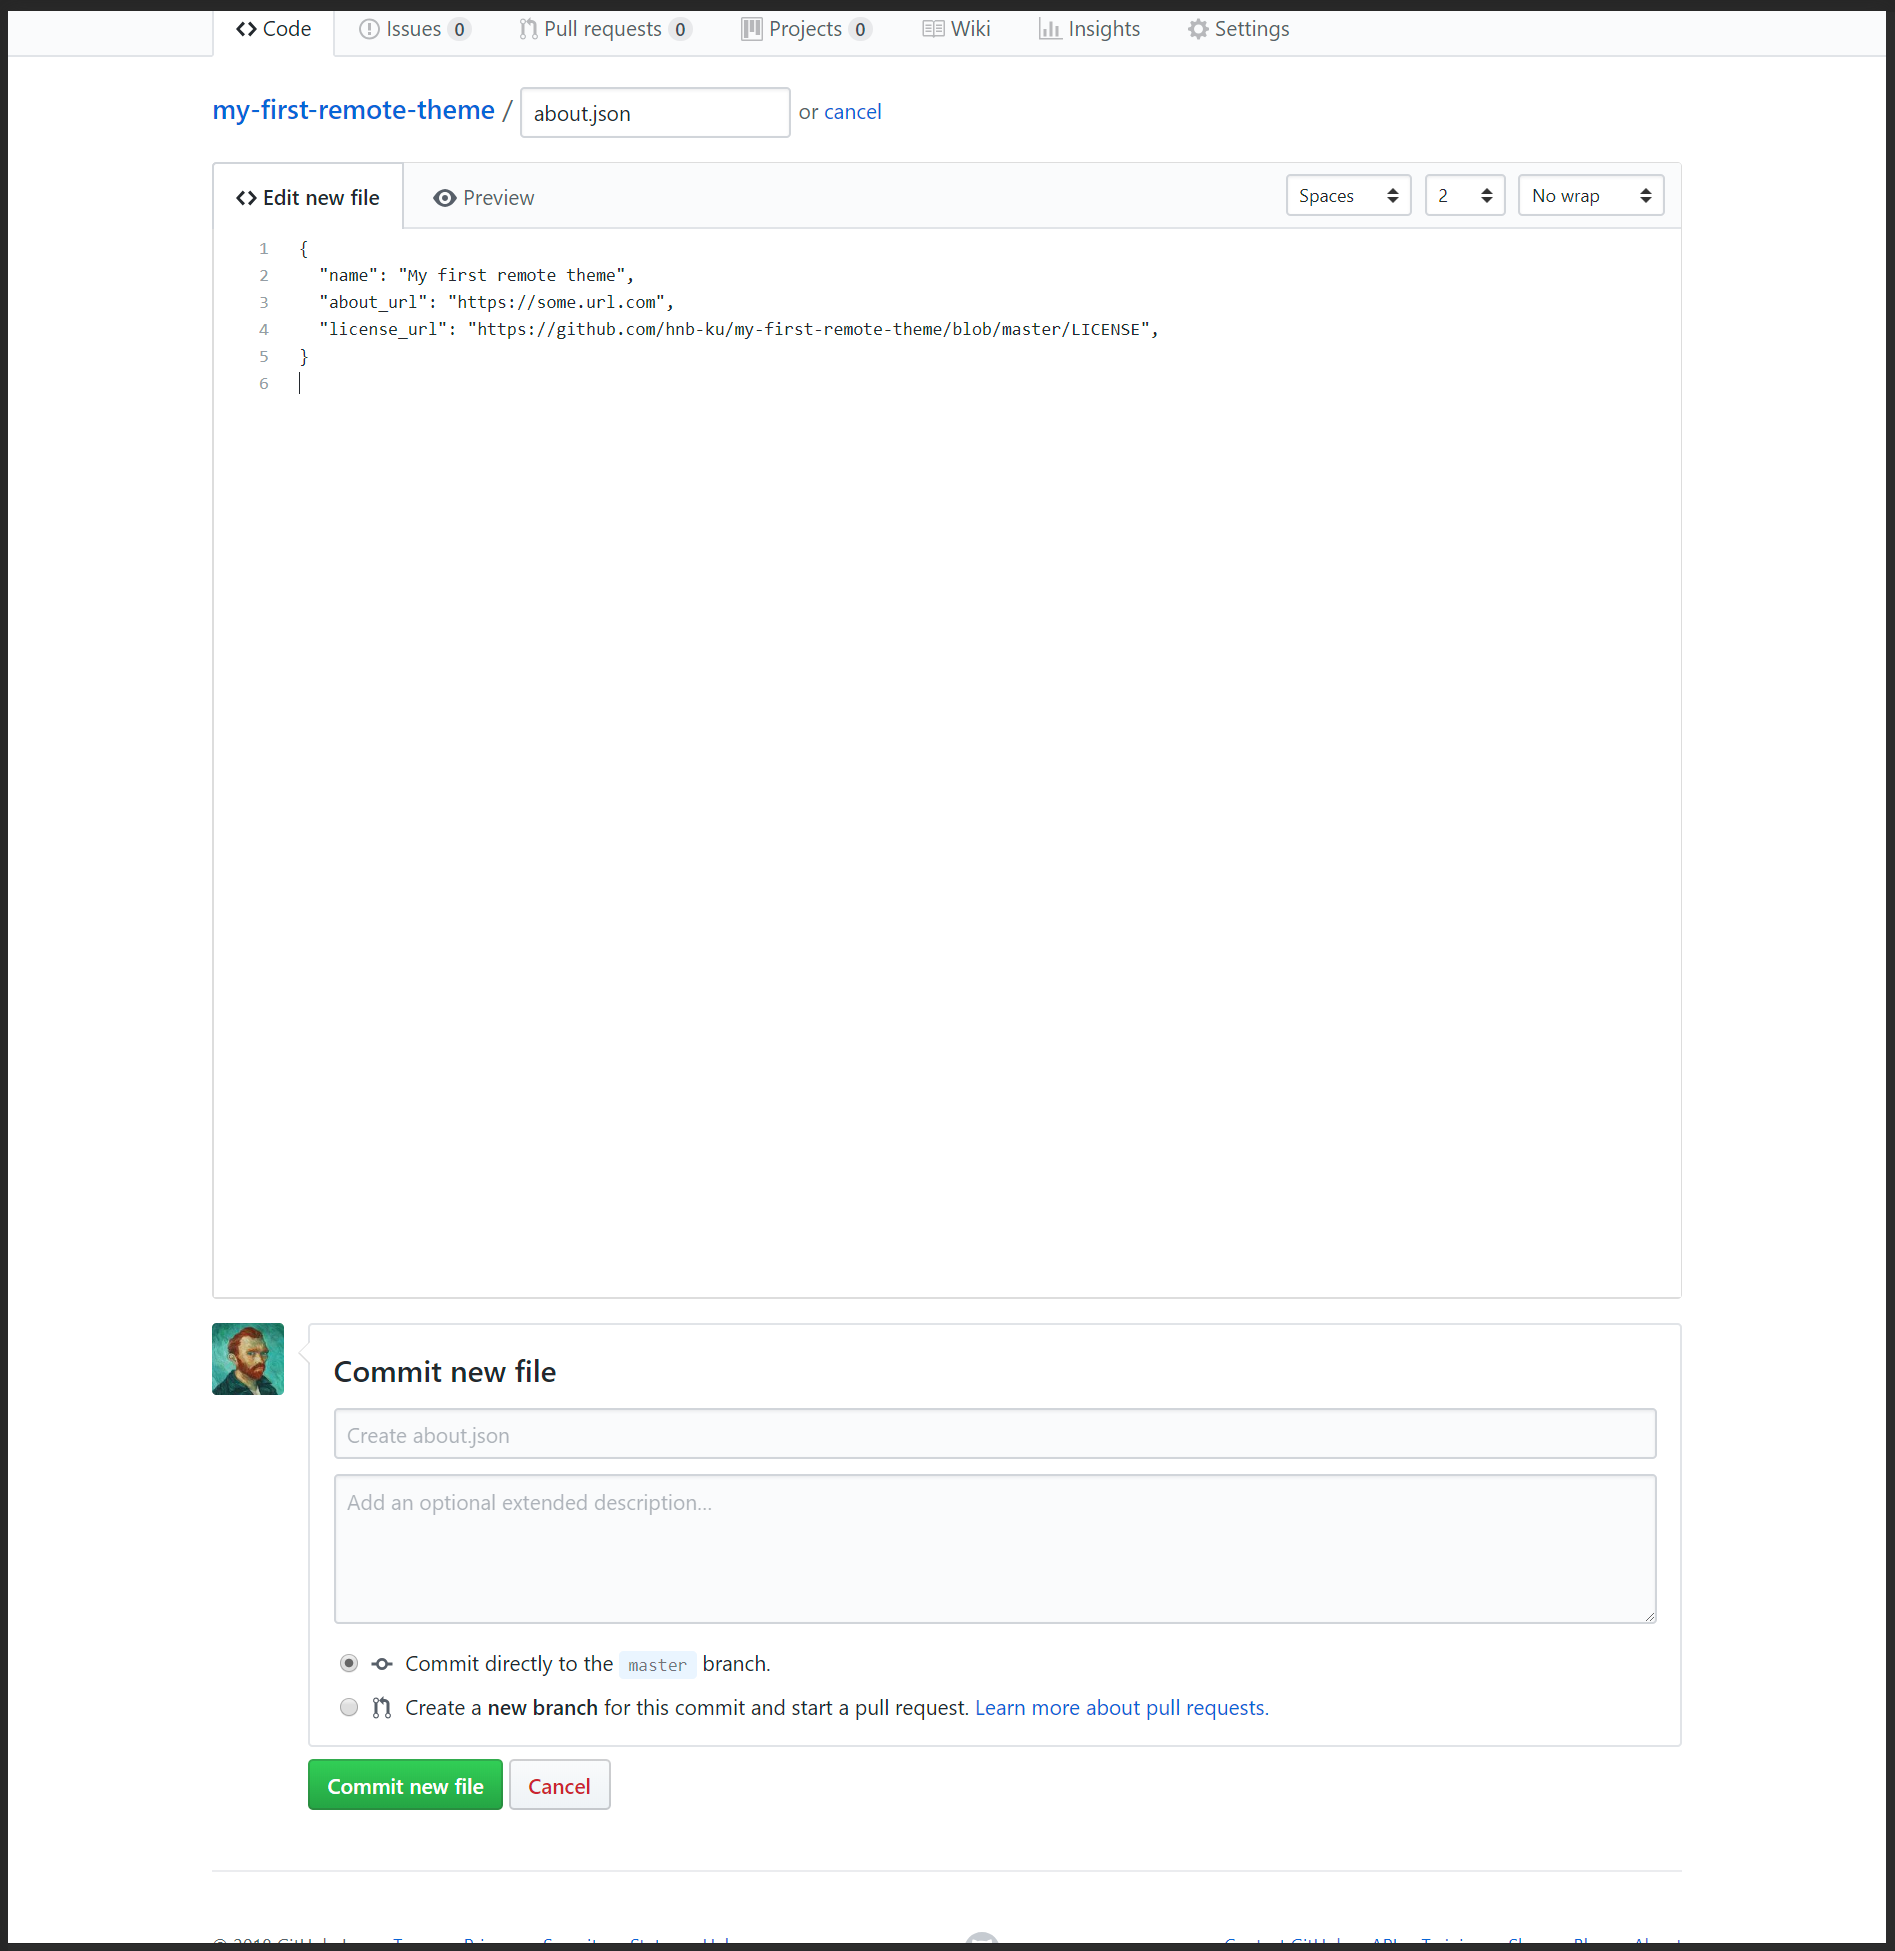 Code Issues 0 Pull requests 0 Projects 0 Wiki Insights Settings
my-first-remote-theme / about.json or cancel
Edit new file Preview Spaces 2 No wrap
1 {
2 "name": "My first remote theme",
3 "about_url": "https://some.url.com",
4 "license_url": "https://github.com/hnb-ku/my-first-remote-theme/blob/master/LICENSE",
5 }
6
Commit new file
Create about.json
Add an optional extended description...
Commit directly to the master branch.
Create a new branch for this commit and start a pull request. Learn more about pull requests.
Commit new file Cancel